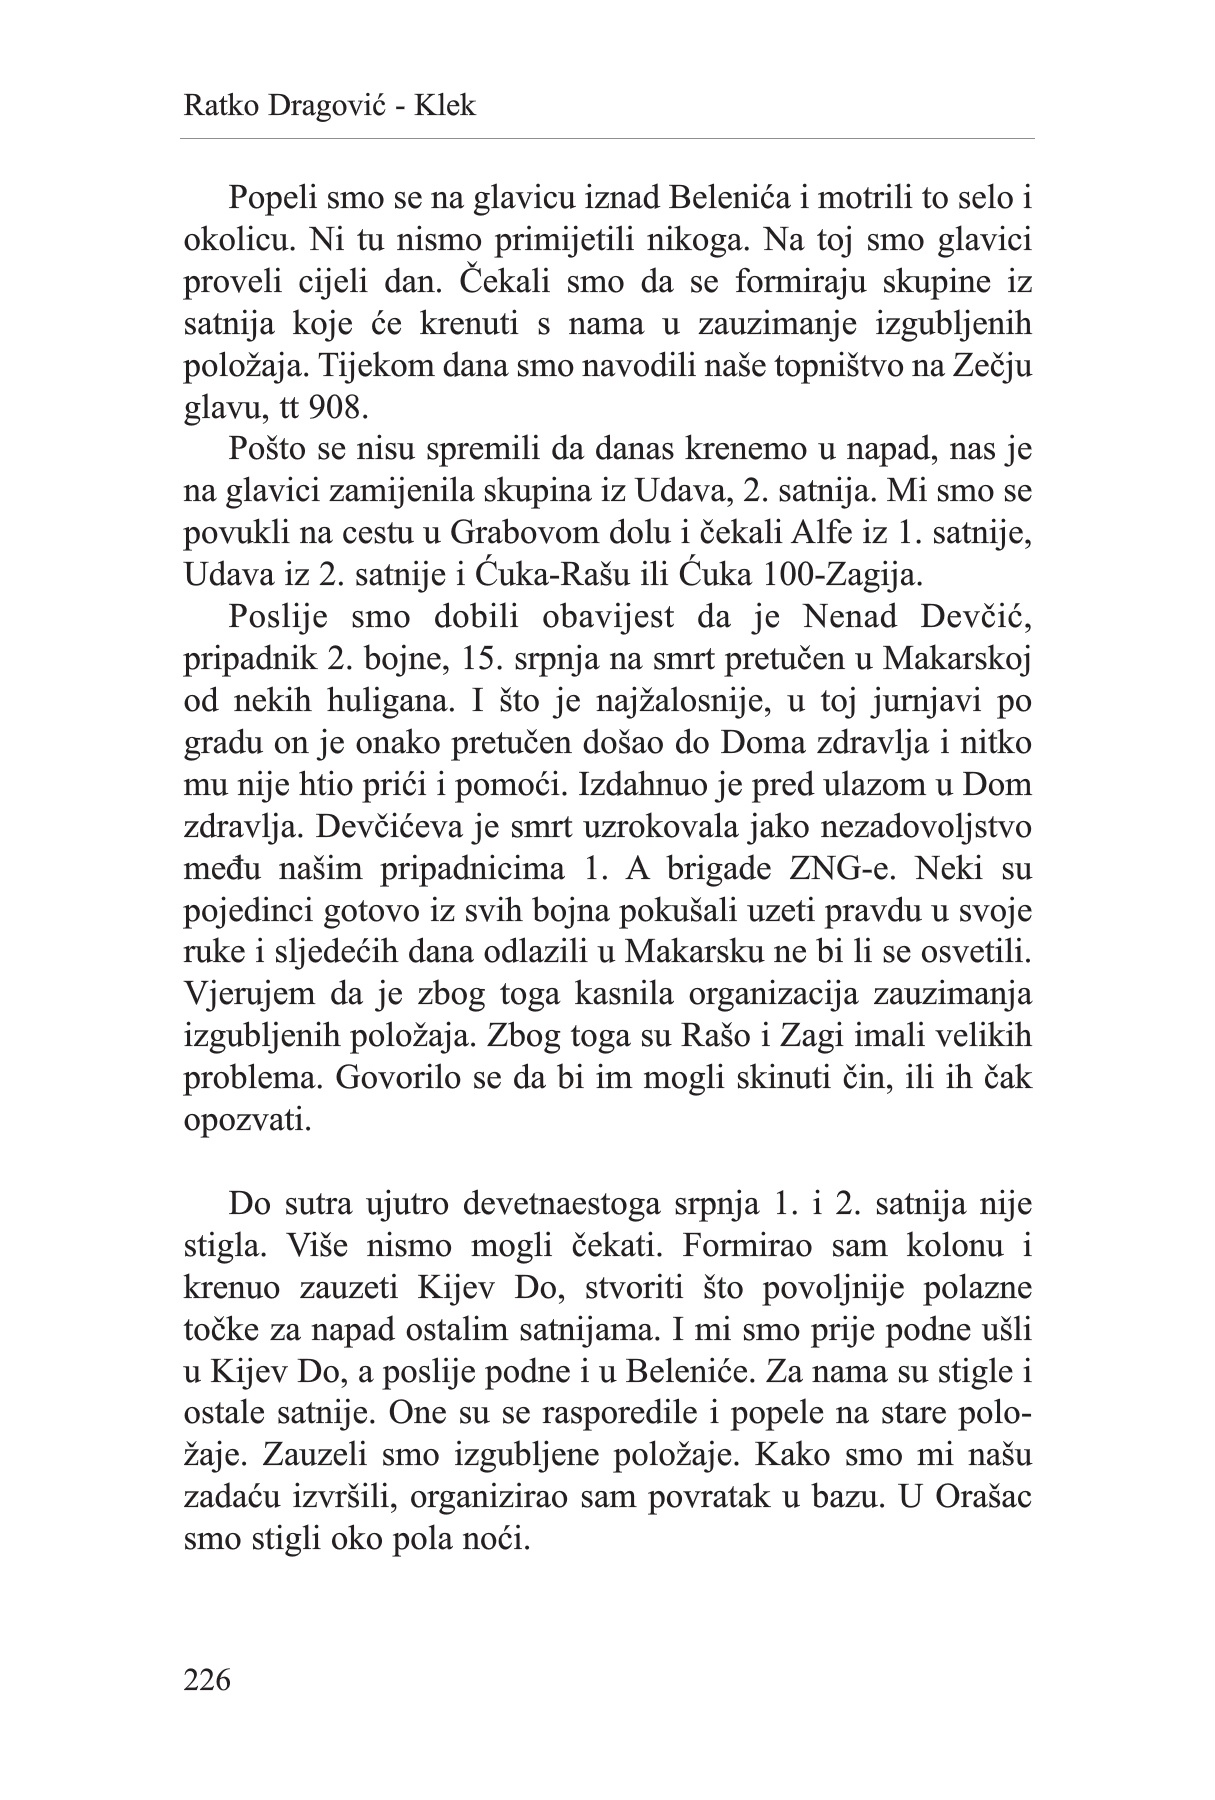 Ratko Dragović - Klek
Popeli smo se na glavicu iznad Belenića i motrili to selo i
okolicu. Ni tu nismo primijetili nikoga. Na toj smo glavici
proveli cijeli dan. Čekali smo da se formiraju skupine iz
satnija koje će krenuti s nama u zauzimanje izgubljenih
položaja. Tijekom dana smo navodili naše topništvo na Zečju
glavu, tt 908.
Pošto se nisu spremili da danas krenemo u napad, nas je
na glavici zamijenila skupina iz Udava, 2. satnija. Mi smo se
povukli na cestu u Grabovom dolu i čekali Alfe iz 1. satnije,
Udava iz 2. satnije i Ćuka-Rašu ili Ćuka 100-Zagija.
Poslije smo dobili obavijest da je Nenad Devčić,
pripadnik 2. bojne, 15. srpnja na smrt pretučen u Makarskoj
od nekih huligana. I što je najžalosnije, u toj jurnjavi po
gradu on je onako pretučen došao do Doma zdravlja i nitko
mu nije htio prići i pomoći. Izdahnuo je pred ulazom u Dom
zdravlja. Devčićeva je smrt uzrokovala jako nezadovoljstvo
među našim pripadnicima 1. A brigade ZNG-e. Neki su
pojedinci gotovo iz svih bojna pokušali uzeti pravdu u svoje
ruke i sljedećih dana odlazili u Makarsku ne bi li se osvetili.
Vjerujem da je zbog toga kasnila organizacija zauzimanja
izgubljenih položaja. Zbog toga su Rašo i Zagi imali velikih
problema. Govorilo se da bi im mogli skinuti čin, ili ih čak
opozvati.
Do sutra ujutro devetnaestoga srpnja 1. i 2. satnija nije
stigla. Više nismo mogli čekati. Formirao sam kolonu i
krenuo zauzeti Kijev Do, stvoriti što povoljnije polazne
točke za napad ostalim satnijama. I mi smo prije podne ušli
u Kijev Do, a poslije podne i u Beleniće. Za nama su stigle i
ostale satnije. One su se rasporedile i popele na stare polo-
žaje. Zauzeli smo izgubljene položaje. Kako smo mi našu
zadaću izvršili, organizirao sam povratak u bazu. U Orašac
smo stigli oko pola noći.
226